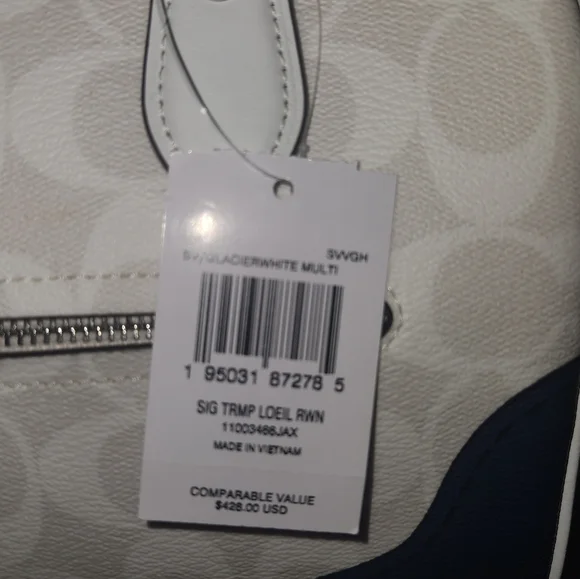 SVVGH
SV/GLACIERWHITE MULTI
1 95031 87278 5
SIG TRMP LOEIL RWN
11003466JAX
MADE IN VIETNAM
COMPARABLE VALUE
$428.00 USD